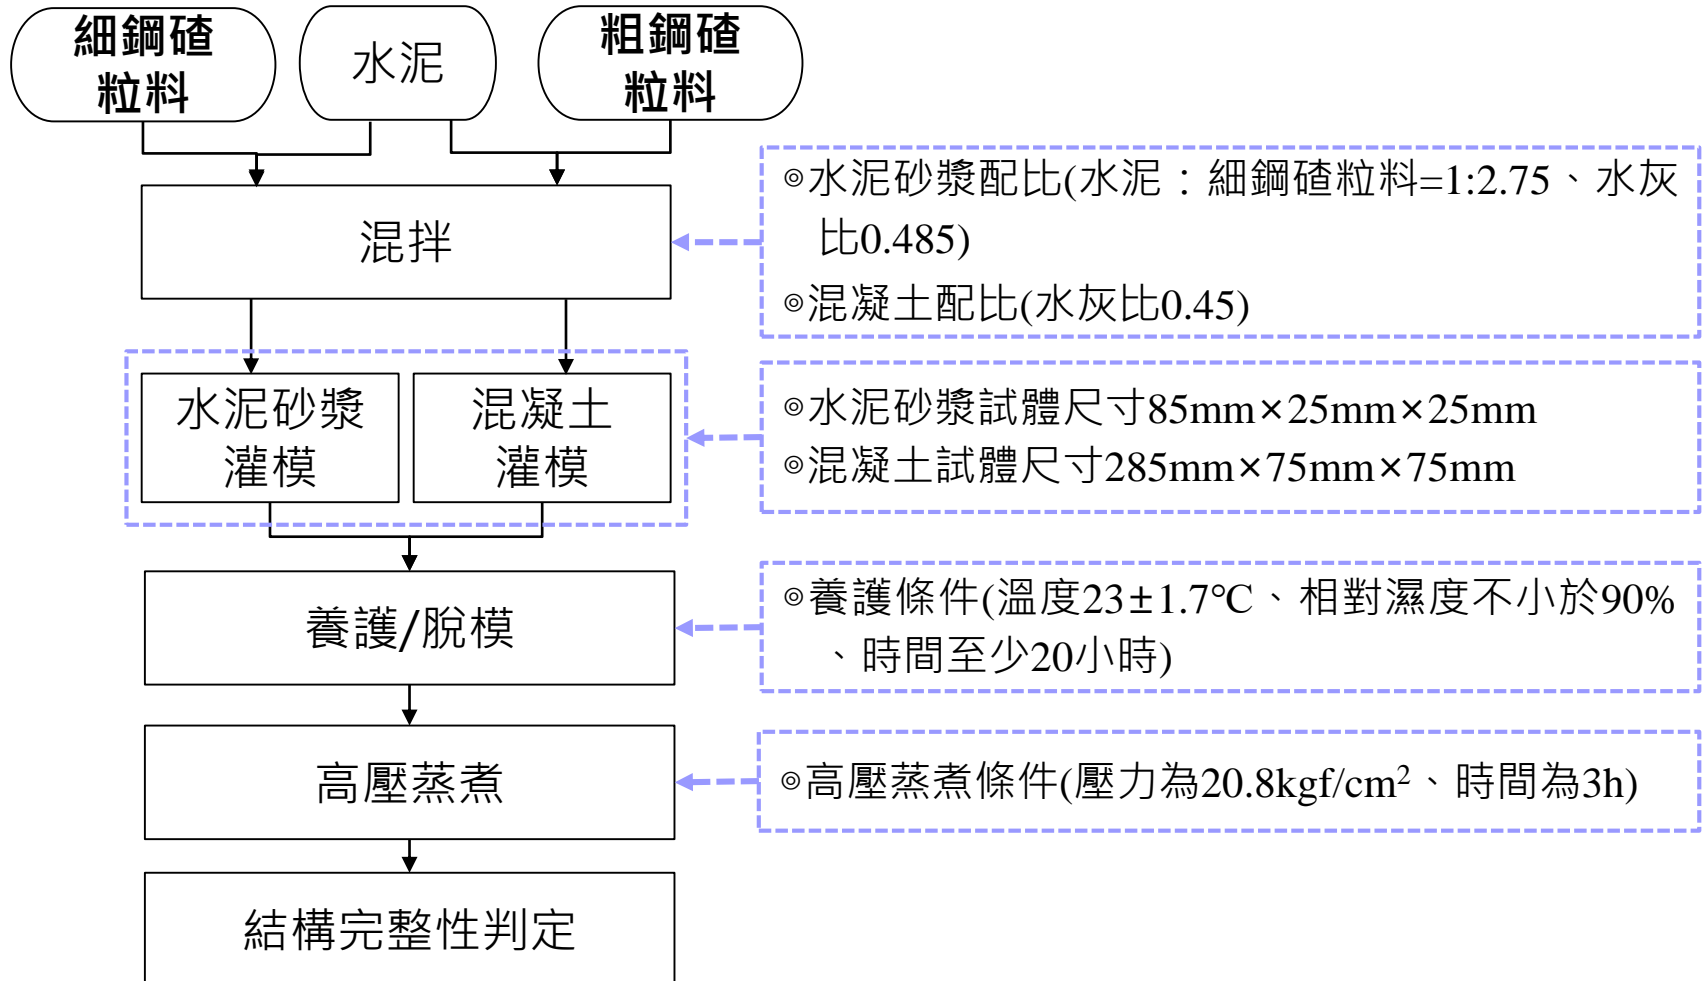 細鋼碴
粒料
水泥
粗鋼碴
粒料
◎水泥砂漿配比(水泥：細鋼碴粒料=1:2.75、水灰
比0.485)
◎混凝土配比(水灰比0.45)
混拌
水泥砂漿
灌模
混凝土
灌模
◎水泥砂漿試體尺寸85mm×25mm×25mm
◎混凝土試體尺寸285mm×75mm×75mm
養護/脫模
◎養護條件(溫度23±1.7℃、相對濕度不小於90%
、時間至少20小時)
高壓蒸煮
◎高壓蒸煮條件(壓力為20.8kgf/cm²、時間為3h)
結構完整性判定